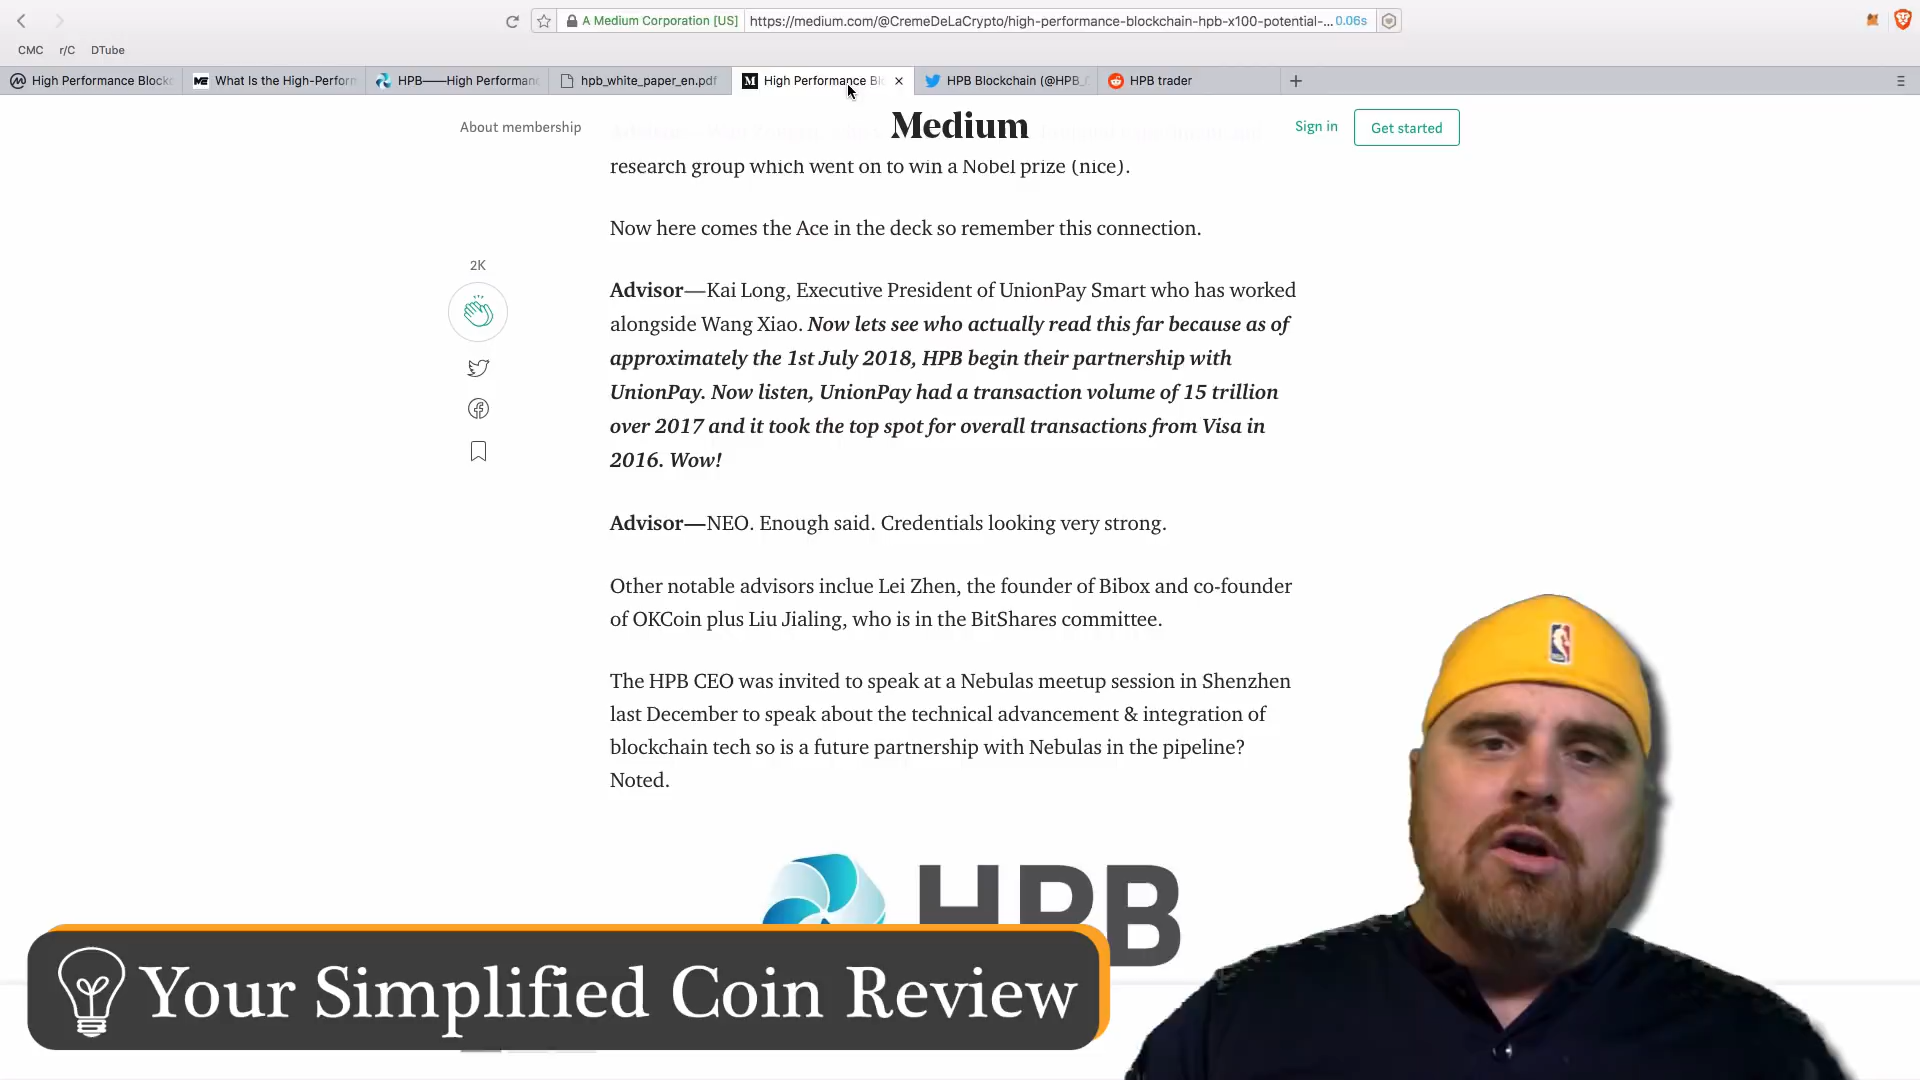 A Medium Corporation [US]
https://medium.com/@CremeDeLaCrypto/high-performance-blockchain-hpb-x100-potential-...
0.06s
CMC
r/C
DTube
High Performance Block
What Is the High-Perform
HPB——High Performan
hpb_white_paper_en.pdf
High Performance Bl
HPB Blockchain (@HPB_
HPB trader
About membership
Medium
Sign in
Get started
research group which went on to win a Nobel prize (nice).
Now here comes the Ace in the deck so remember this connection.
2K
Advisor—Kai Long, Executive President of UnionPay Smart who has worked
alongside Wang Xiao. Now lets see who actually read this far because as of
approximately the 1st July 2018, HPB begin their partnership with
UnionPay. Now listen, UnionPay had a transaction volume of 15 trillion
over 2017 and it took the top spot for overall transactions from Visa in
2016. Wow!
Advisor—NEO. Enough said. Credentials looking very strong.
Other notable advisors inclue Lei Zhen, the founder of Bibox and co-founder
of OKCoin plus Liu Jialing, who is in the BitShares committee.
The HPB CEO was invited to speak at a Nebulas meetup session in Shenzhen
last December to speak about the technical advancement & integration of
blockchain tech so is a future partnership with Nebulas in the pipeline?
Noted.
HPB
Your Simplified Coin Review